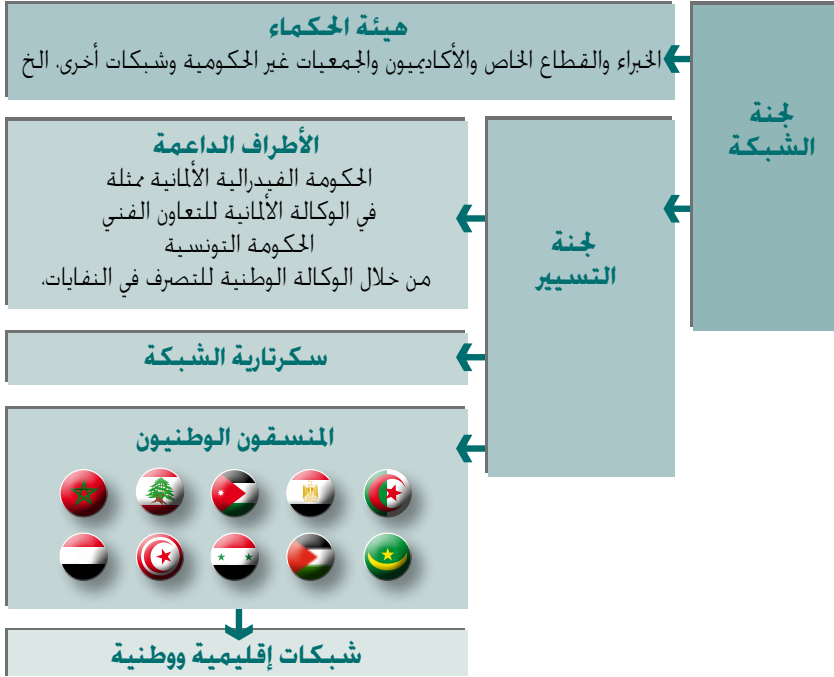 هيئة الحكماء
الخبراء والقطاع الخاص والأكاديميون والجمعيات غير الحكومية وشبكات أخرى، الخ
لجنة
الشبكة
الأطراف الداعمة
الحكومة الفيدرالية الألمانية ممثلة
في الوكالة الألمانية للتعاون الفني
الحكومة التونسية
من خلال الوكالة الوطنية للتصرف في النفايات،
لجنة
التسيير
سكرتارية الشبكة
المنسقون الوطنيون
شبكات إقليمية ووطنية